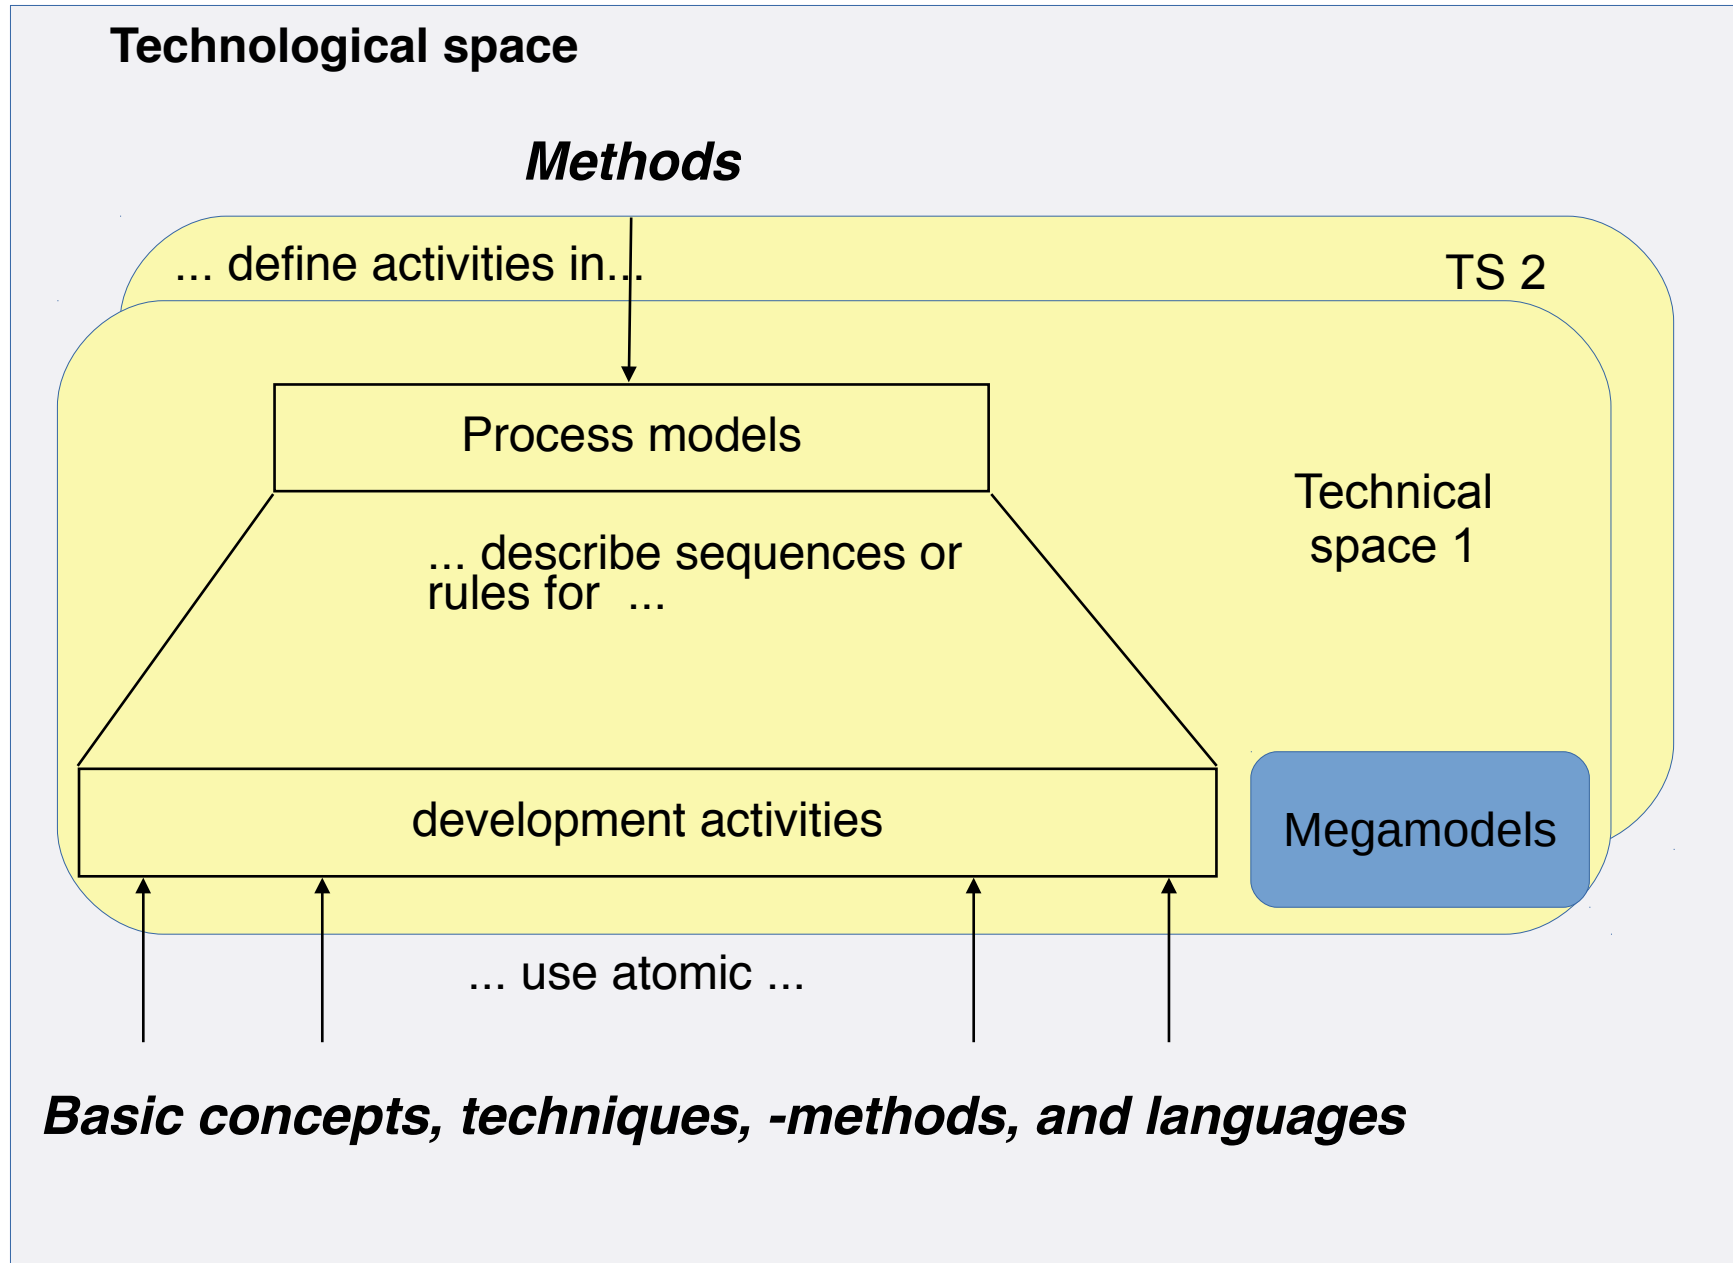 Technological space
Methods
... define activities in...
TS 2
Process models
Technical
space 1
... describe sequences or
rules for ...
development activities
Megamodels
... use atomic ...
Basic concepts, techniques, -methods, and languages